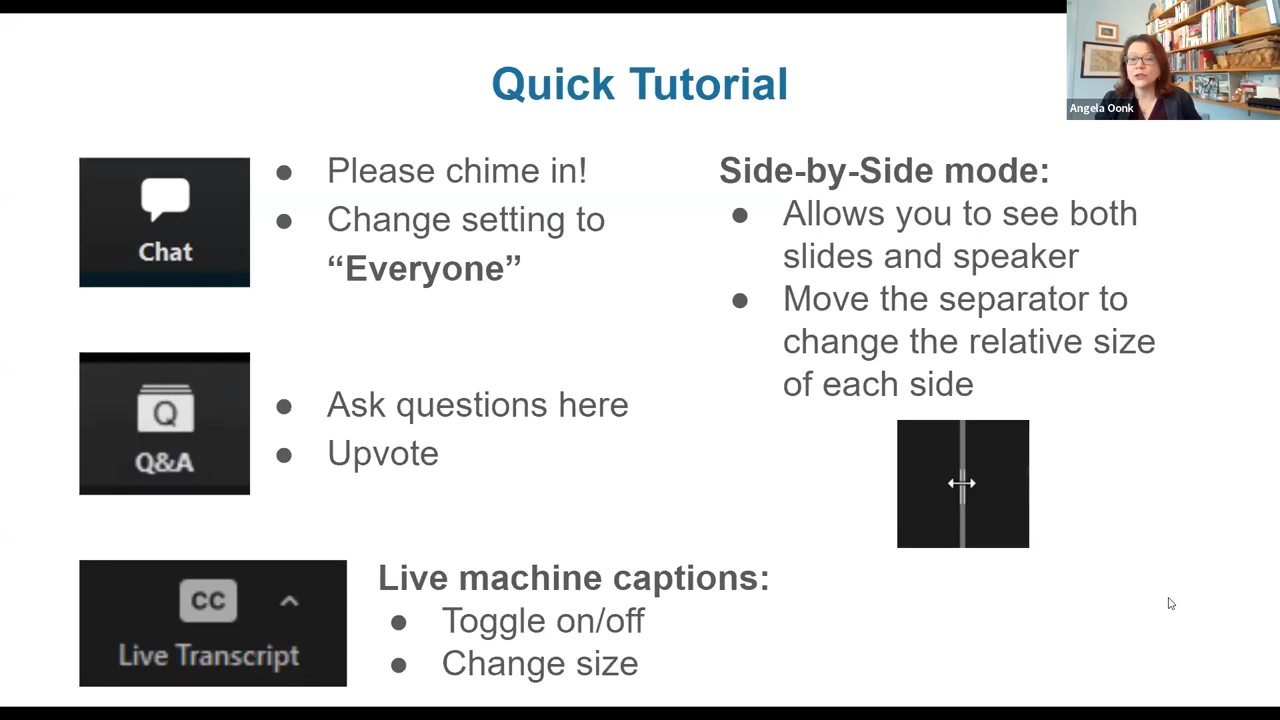 Quick Tutorial
Angela Oonk
Chat
● Please chime in!
● Change setting to
“Everyone”
Q
Q&A
● Ask questions here
● Upvote
CC
Live Transcript
Live machine captions:
● Toggle on/off
● Change size
Side-by-Side mode:
● Allows you to see both
slides and speaker
● Move the separator to
change the relative size
of each side